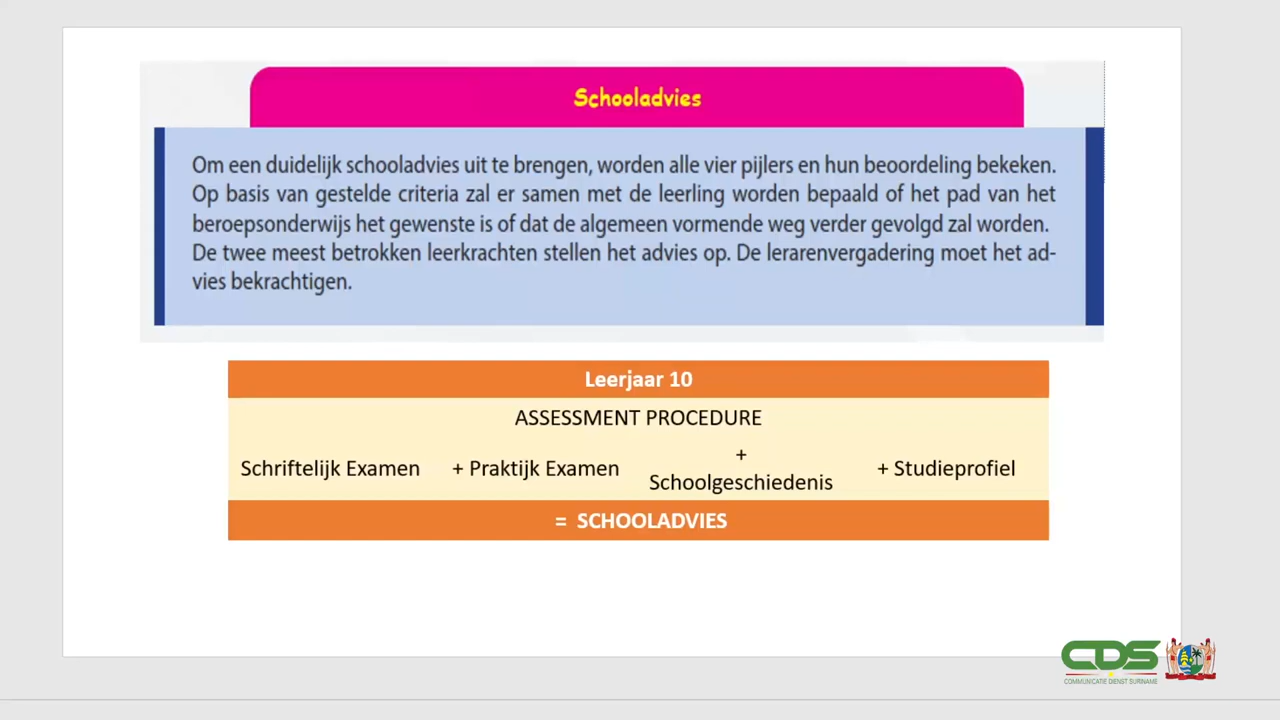 Schooladvies
Om een duidelijk schooladvies uit te brengen, worden alle vier pijlers en hun beoordeling bekeken.
Op basis van gestelde criteria zal er samen met de leerling worden bepaald of het pad van het
beroepsonderwijs het gewenste is of dat de algemeen vormende weg verder gevolgd zal worden.
De twee meest betrokken leerkrachten stellen het advies op. De lerarenvergadering moet het ad-
vies bekrachtigen.
Leerjaar 10
ASSESSMENT PROCEDURE
Schriftelijk Examen + Praktijk Examen + Schoolgeschiedenis + Studieprofiel
= SCHOOLADVIES
CDS
COMMUNICATIE DIENST SURINAME